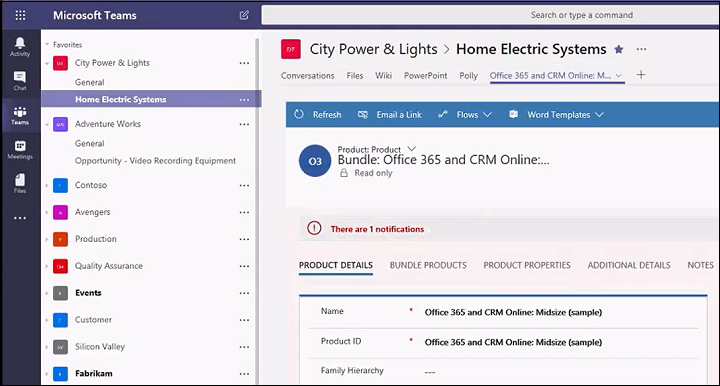 Microsoft Teams
Search or type a command
Activity
Chat
Teams
Meetings
Files
Favorites
City Power & Lights
General
Home Electric Systems
Adventure Works
General
Opportunity - Video Recording Equipment
Contoso
Avengers
Production
Quality Assurance
Events
Customer
Silicon Valley
Fabrikam
City Power & Lights > Home Electric Systems
Conversations Files Wiki PowerPoint Polly Office 365 and CRM Online: M...
Refresh Email a Link Flows Word Templates
O3
Product: Product
Bundle: Office 365 and CRM Online:...
Read only
There are 1 notifications
PRODUCT DETAILS BUNDLE PRODUCTS PRODUCT PROPERTIES ADDITIONAL DETAILS NOTES
Name * Office 365 and CRM Online: Midsize (sample)
Product ID * Office 365 and CRM Online: Midsize (sample)
Family Hierarchy ---